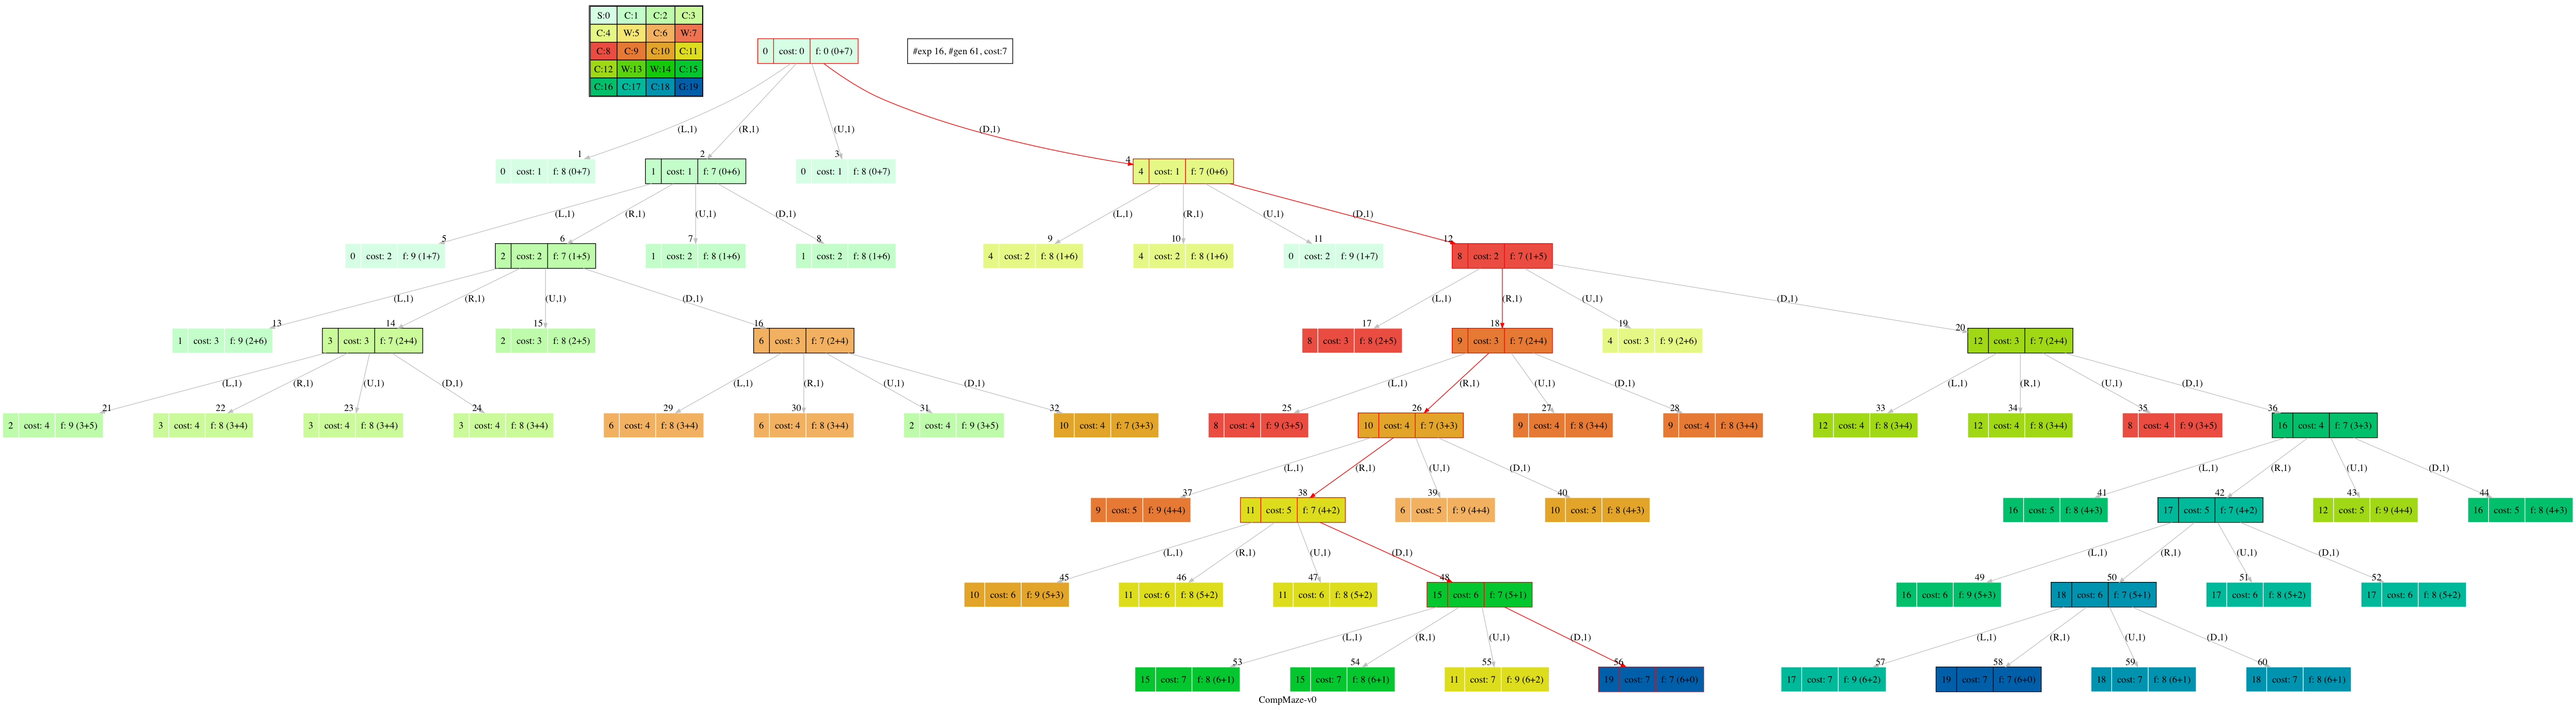 S:0 C:1 C:2 C:3
C:4 W:5 C:6 W:7
C:8 C:9 C:10 C:11
C:12 W:13 W:14 C:15
C:16 C:17 C:18 G:19
0 cost: 0 f: 0 (0+7)
#exp 16, #gen 61, cost:7
(L,1) (R,1) (U,1) (D,1)
1 2 3 4
0 cost: 1 f: 8 (0+7)
1 cost: 1 f: 7 (0+6)
0 cost: 1 f: 8 (0+7)
4 cost: 1 f: 7 (0+6)
(L,1) (R,1) (U,1) (D,1) (L,1) (R,1) (U,1) (D,1)
5 6 7 8 9 10 11 12
0 cost: 2 f: 9 (1+7)
2 cost: 2 f: 7 (1+5)
1 cost: 2 f: 8 (1+6)
1 cost: 2 f: 8 (1+6)
4 cost: 2 f: 8 (1+6)
4 cost: 2 f: 8 (1+6)
0 cost: 2 f: 9 (1+7)
8 cost: 2 f: 7 (1+5)
(L,1) (R,1) (U,1) (D,1) (L,1) (R,1) (U,1) (D,1)
13 14 15 16 17 18 19 20
1 cost: 3 f: 9 (2+6)
3 cost: 3 f: 7 (2+4)
2 cost: 3 f: 8 (2+5)
6 cost: 3 f: 7 (2+4)
8 cost: 3 f: 8 (2+5)
9 cost: 3 f: 7 (2+4)
4 cost: 3 f: 9 (2+6)
12 cost: 3 f: 7 (2+4)
(L,1) (R,1) (U,1) (D,1) (L,1) (R,1) (U,1) (D,1) (L,1) (R,1) (U,1) (D,1) (L,1) (R,1) (U,1) (D,1)
21 22 23 24 29 30 31 32 25 26 27 28 33 34 35 36
2 cost: 4 f: 9 (3+5)
3 cost: 4 f: 8 (3+4)
3 cost: 4 f: 8 (3+4)
3 cost: 4 f: 8 (3+4)
6 cost: 4 f: 8 (3+4)
6 cost: 4 f: 8 (3+4)
2 cost: 4 f: 9 (3+5)
10 cost: 4 f: 7 (3+3)
8 cost: 4 f: 9 (3+5)
10 cost: 4 f: 7 (3+3)
9 cost: 4 f: 8 (3+4)
9 cost: 4 f: 8 (3+4)
12 cost: 4 f: 8 (3+4)
12 cost: 4 f: 8 (3+4)
8 cost: 4 f: 9 (3+5)
16 cost: 4 f: 7 (3+3)
(L,1) (R,1) (U,1) (D,1) (L,1) (R,1) (U,1) (D,1)
37 38 39 40 41 42 43 44
9 cost: 5 f: 9 (4+4)
11 cost: 5 f: 7 (4+2)
6 cost: 5 f: 9 (4+4)
10 cost: 5 f: 8 (4+3)
16 cost: 5 f: 8 (4+3)
17 cost: 5 f: 7 (4+2)
12 cost: 5 f: 9 (4+4)
16 cost: 5 f: 8 (4+3)
(L,1) (R,1) (U,1) (D,1) (L,1) (R,1) (U,1) (D,1)
45 46 47 48 49 50 51 52
10 cost: 6 f: 9 (5+3)
11 cost: 6 f: 8 (5+2)
11 cost: 6 f: 8 (5+2)
15 cost: 6 f: 7 (5+1)
16 cost: 6 f: 9 (5+3)
18 cost: 6 f: 7 (5+1)
17 cost: 6 f: 8 (5+2)
17 cost: 6 f: 8 (5+2)
(L,1) (R,1) (U,1) (D,1) (L,1) (R,1) (U,1) (D,1)
53 54 55 56 57 58 59 60
15 cost: 7 f: 8 (6+1)
15 cost: 7 f: 8 (6+1)
11 cost: 7 f: 9 (6+2)
19 cost: 7 f: 7 (6+0)
17 cost: 7 f: 9 (6+2)
19 cost: 7 f: 7 (6+0)
18 cost: 7 f: 8 (6+1)
18 cost: 7 f: 8 (6+1)
CompMaze-v0